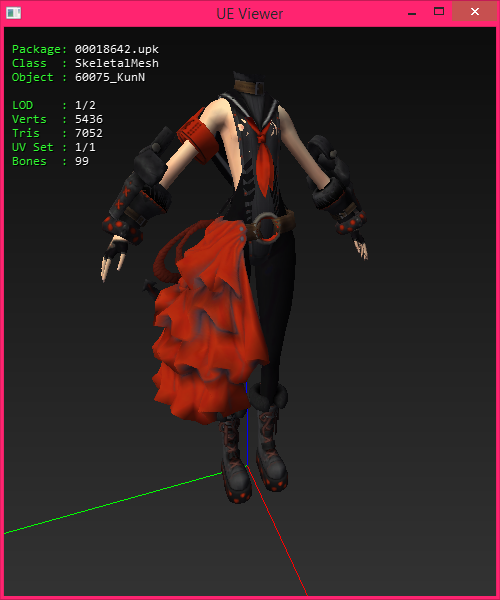 UE Viewer
Package: 00018642.upk
Class  : SkeletalMesh
Object : 60075_KunN
LOD    : 1/2
Verts  : 5436
Tris   : 7052
UV Set : 1/1
Bones  : 99